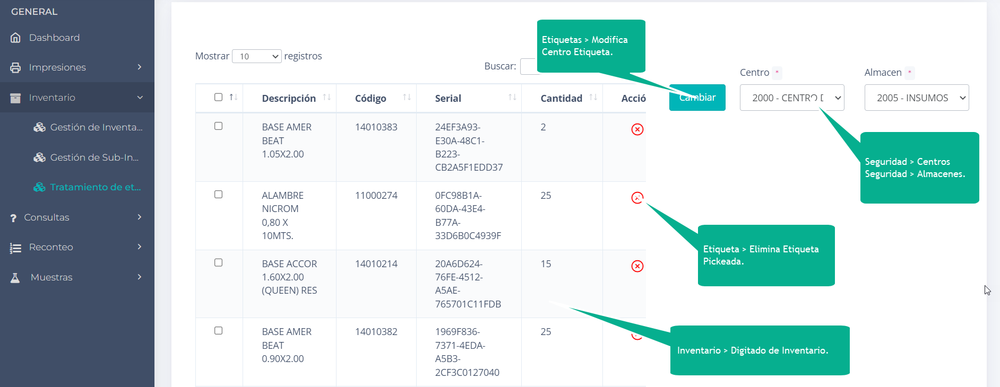 GENERAL
Dashboard
Impresiones
Inventario
Gestión de Inventa...
Gestión de Sub-In...
Tratamiento de et...
Consultas
Reconteo
Muestras
Mostrar 10 registros
Buscar:
Etiquetas > Modifica
Centro Etiqueta.
Centro *
Almacen *
Cambiar
2000 - CENTRO D
2005 - INSUMOS
Seguridad > Centros
Seguridad > Almacenes.
Descripción Código Serial Cantidad Acció
BASE AMER
BEAT
1.05X2.00
14010383
24EF3A93-
E30A-48C1-
B223-
CB2A5F1EDD37
2
ALAMBRE
NICROM
0,80 X
10MTS.
11000274
0FC98B1A-
60DA-43E4-
B77A-
33D6B0C4939F
25
Etiqueta > Elimina Etiqueta
Pickeada.
BASE ACCOR
1.60X2.00
(QUEEN) RES
14010214
20A6D624-
76FE-4512-
A5AE-
765701C11FDB
15
BASE AMER
BEAT
0.90X2.00
14010382
1969F836-
7371-4EDA-
A5B3-
2CF3C0127040
25
Inventario > Digitado de Inventario.